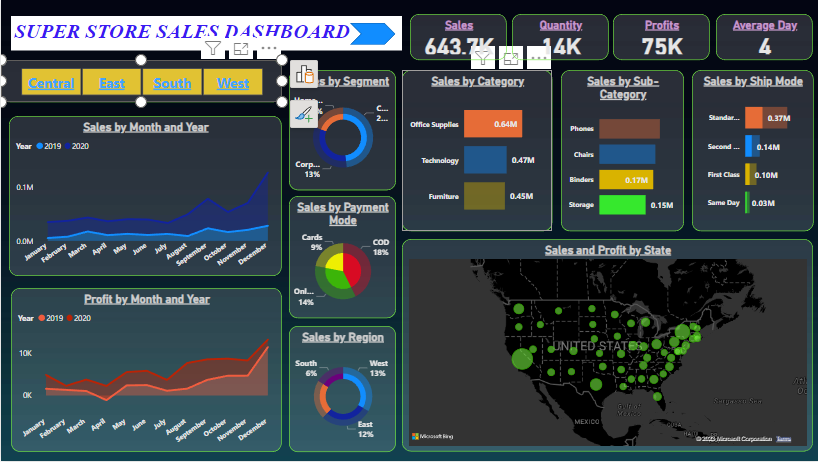 SUPER STORE SALES DASHBOARD
Sales
643.7K
Quantity
14K
Profits
75K
Average Day
4
Central
East
South
West
Sales by Month and Year
Year 2019 2020
0.1M
0.0M
January
February
March
April
May
June
July
August
September
October
November
December
Profit by Month and Year
Year 2019 2020
10K
0K
January
February
March
April
May
June
July
August
September
October
November
December
s by Segment
C...
2...
Corp...
13%
Sales by Payment
Mode
Cards
9%
COD
18%
Onl...
14%
Sales by Region
South
6%
West
13%
East
12%
Sales by Category
Office Supplies
0.64M
Technology
0.47M
Furniture
0.45M
Sales by Sub-
Category
Phones
Chairs
Binders
0.17M
Storage
0.15M
Sales by Ship Mode
Standar...
0.37M
Second ...
0.14M
First Class
0.10M
Same Day
0.03M
Sales and Profit by State
UNITED STATES
MEXICO
Gulf of
Mexico
Microsoft Bing
Microsoft Corporation
Terms